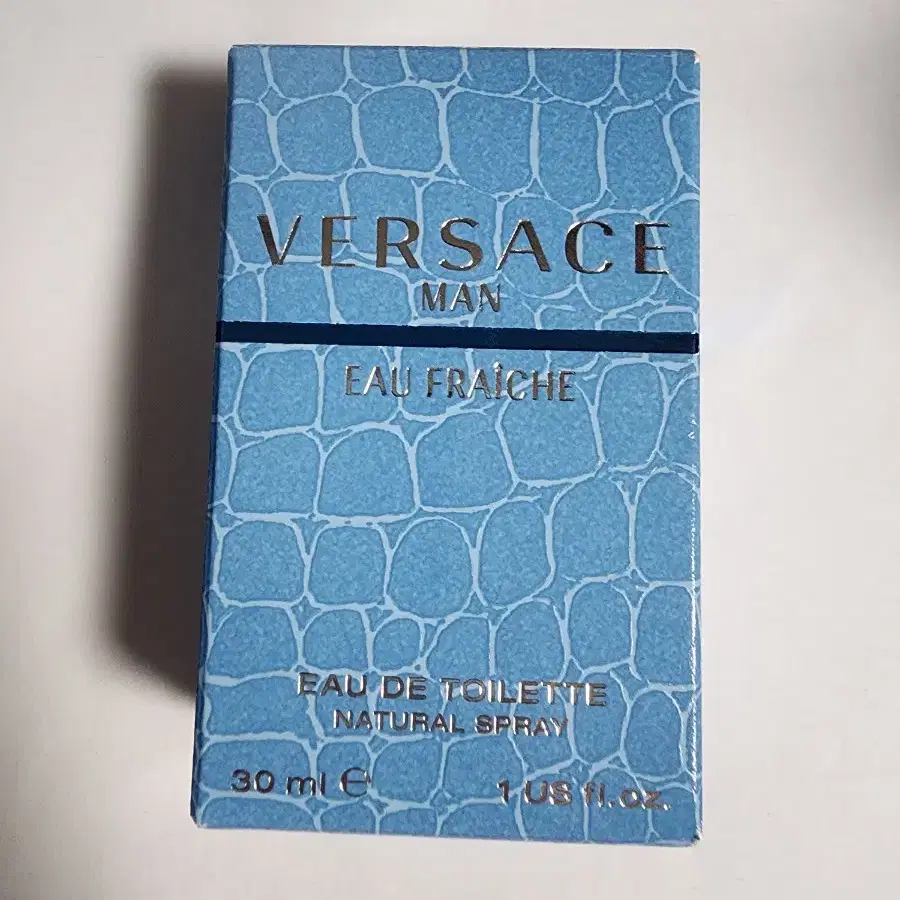 VERSACE
MAN
EAU FRAÎCHE
EAU DE TOILETTE
NATURAL SPRAY
30 ml ℮ 1 US fl.oz.